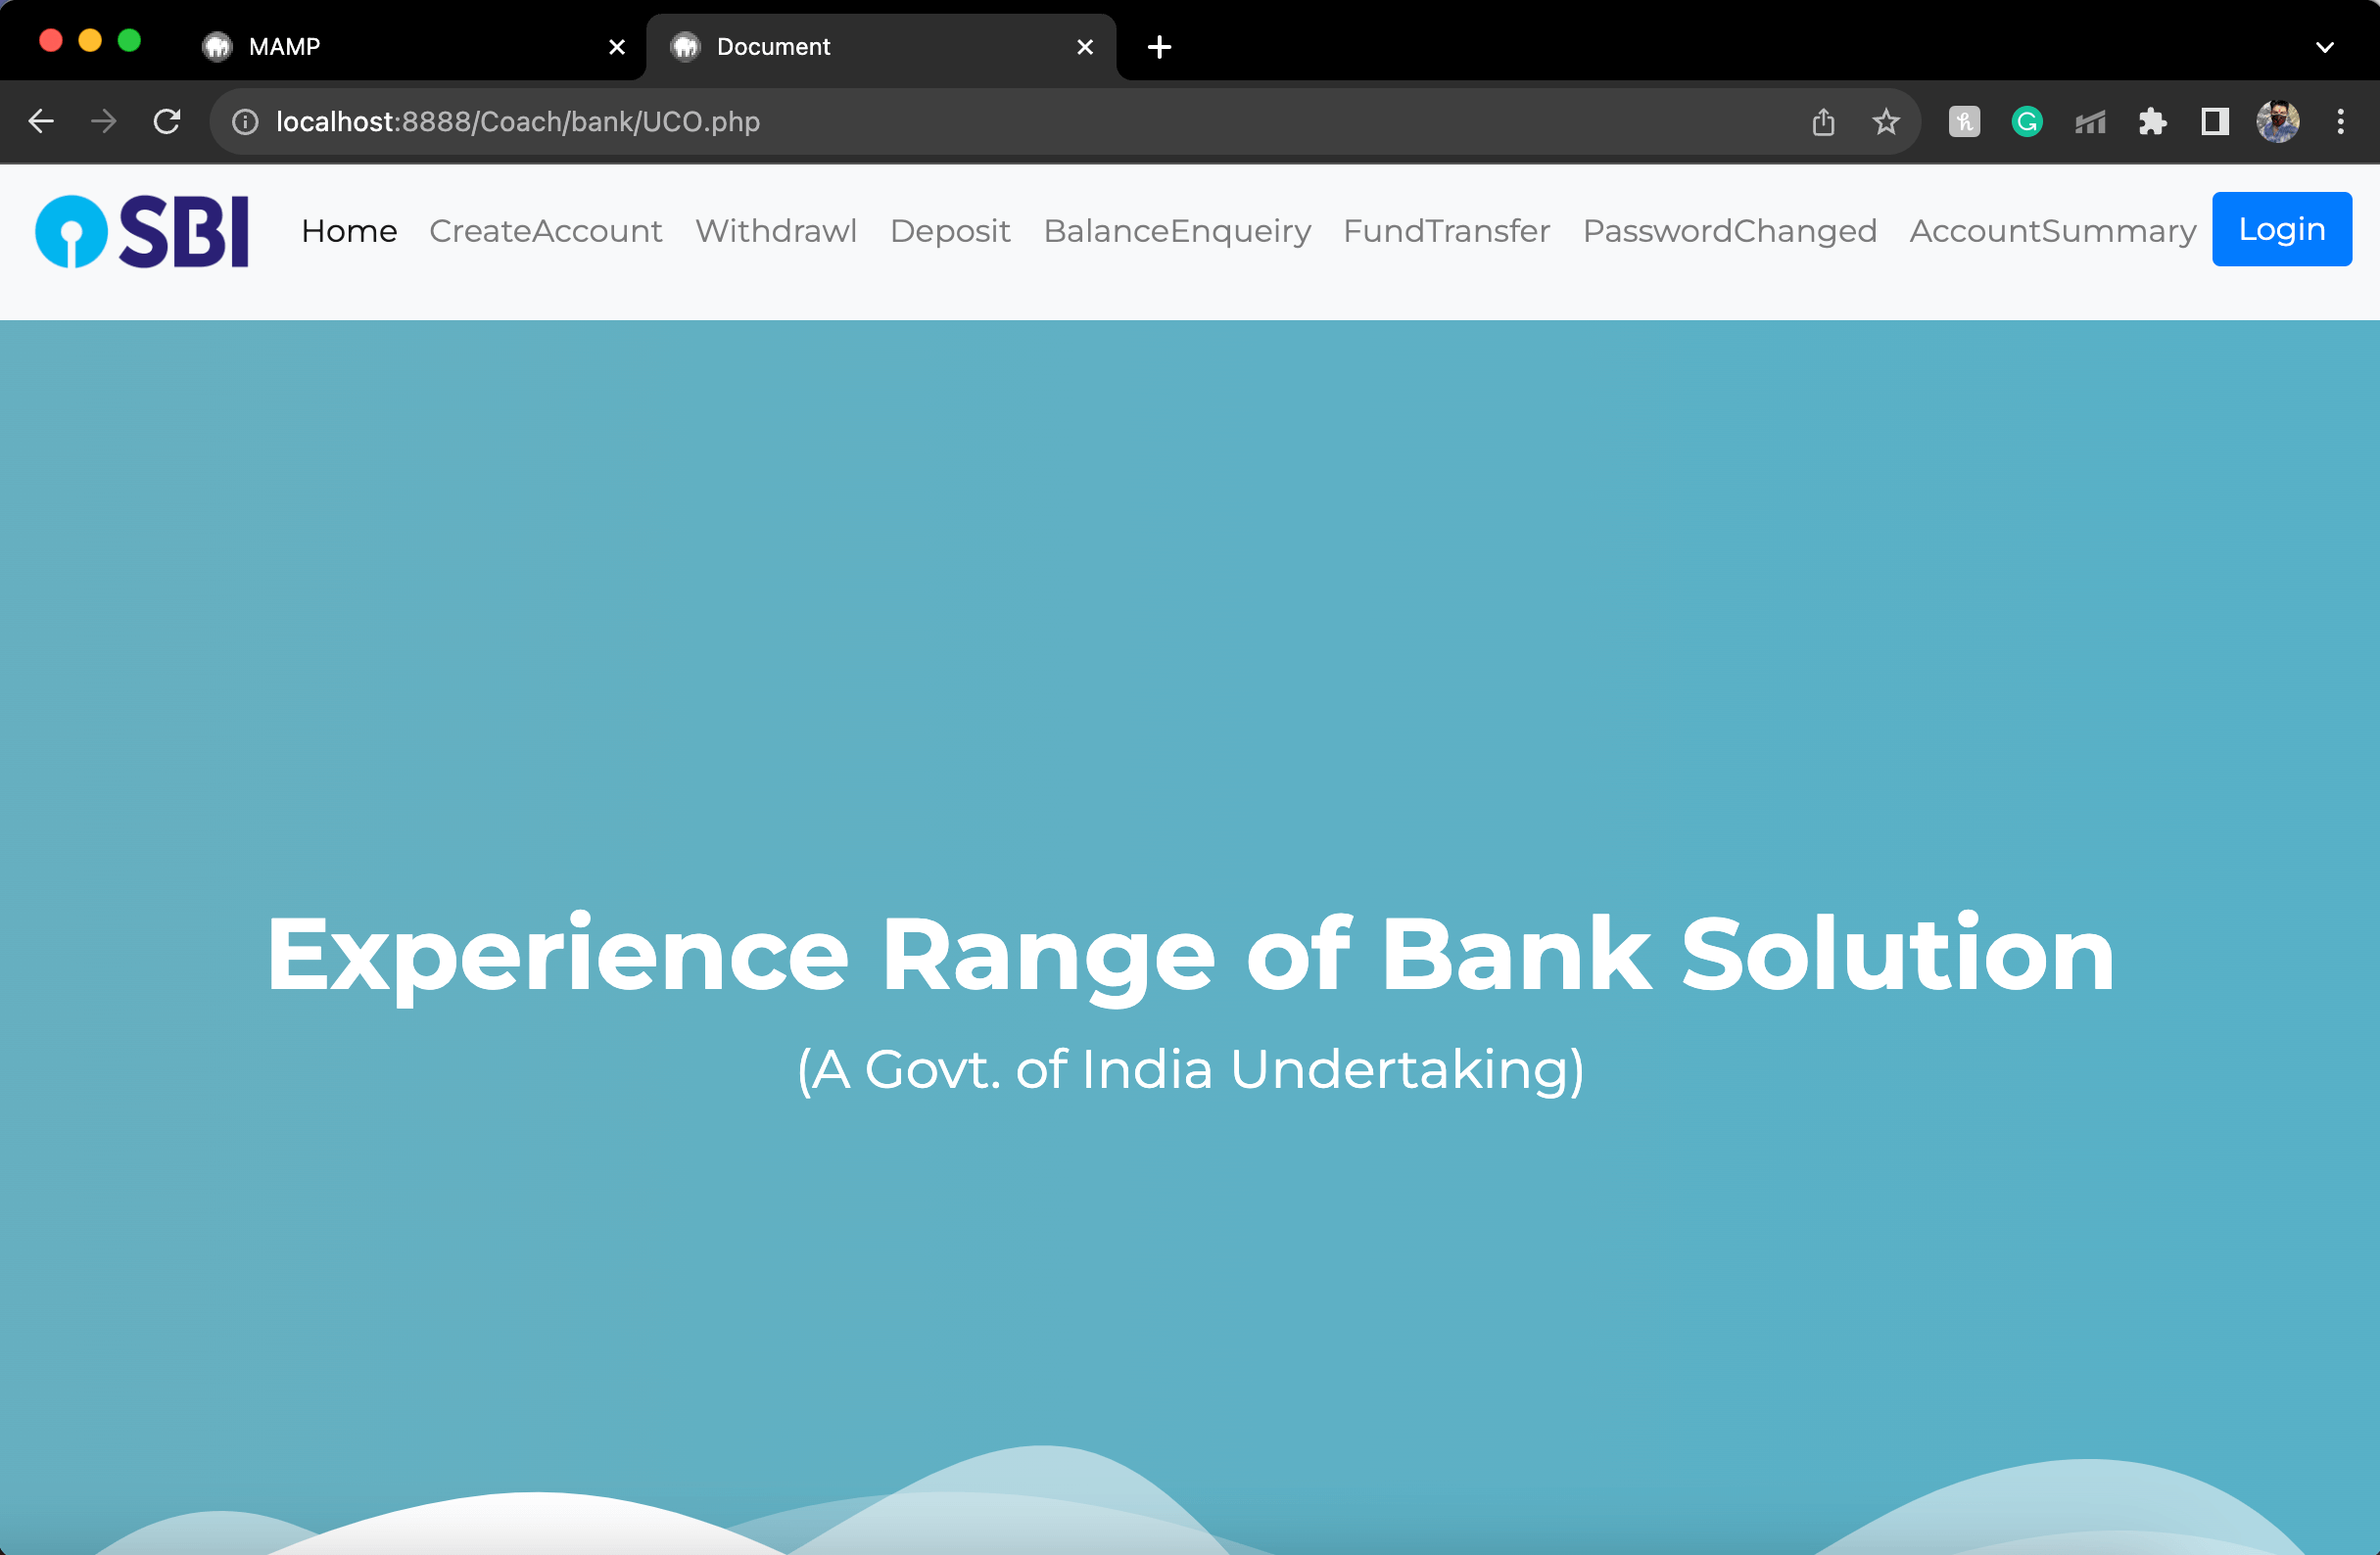 MAMP
Document
localhost:8888/Coach/bank/UCO.php
SBI Home CreateAccount Withdrawl Deposit BalanceEnqueiry FundTransfer PasswordChanged AccountSummary Login
Experience Range of Bank Solution
(A Govt. of India Undertaking)